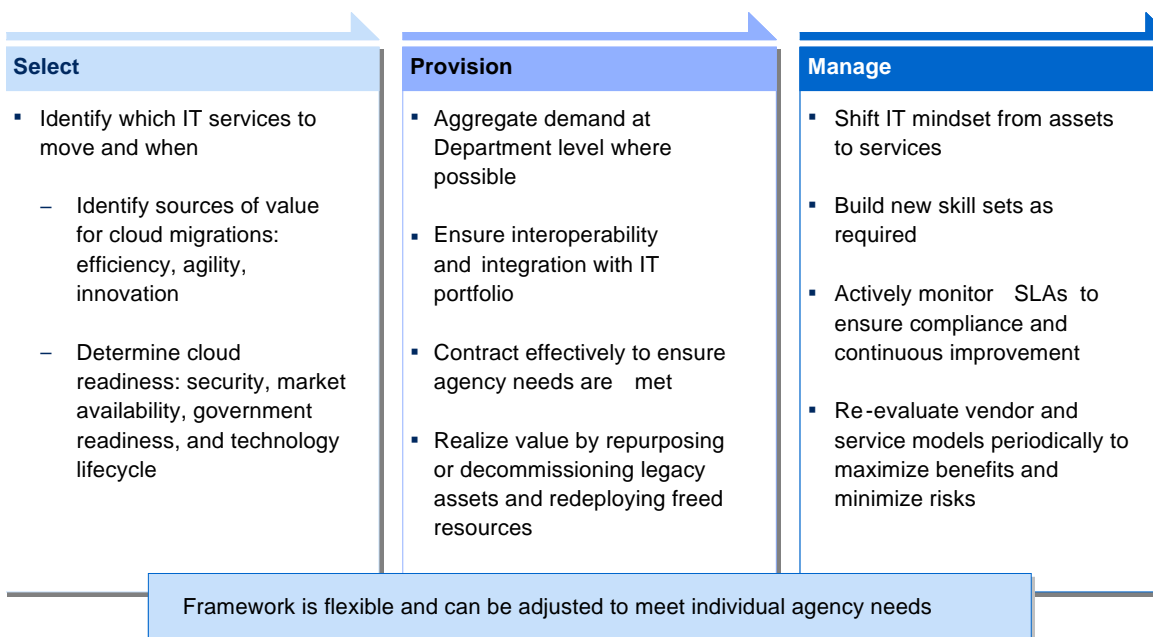 Select
▪ Identify which IT services to
move and when
– Identify sources of value
for cloud migrations:
efficiency, agility,
innovation
– Determine cloud
readiness: security, market
availability, government
readiness, and technology
lifecycle
Provision
▪ Aggregate demand at
Department level where
possible
▪ Ensure interoperability
and integration with IT
portfolio
▪ Contract effectively to ensure
agency needs are met
▪ Realize value by repurposing
or decommissioning legacy
assets and redeploying freed
resources
Manage
▪ Shift IT mindset from assets
to services
▪ Build new skill sets as
required
▪ Actively monitor SLAs to
ensure compliance and
continuous improvement
▪ Re-evaluate vendor and
service models periodically to
maximize benefits and
minimize risks
Framework is flexible and can be adjusted to meet individual agency needs